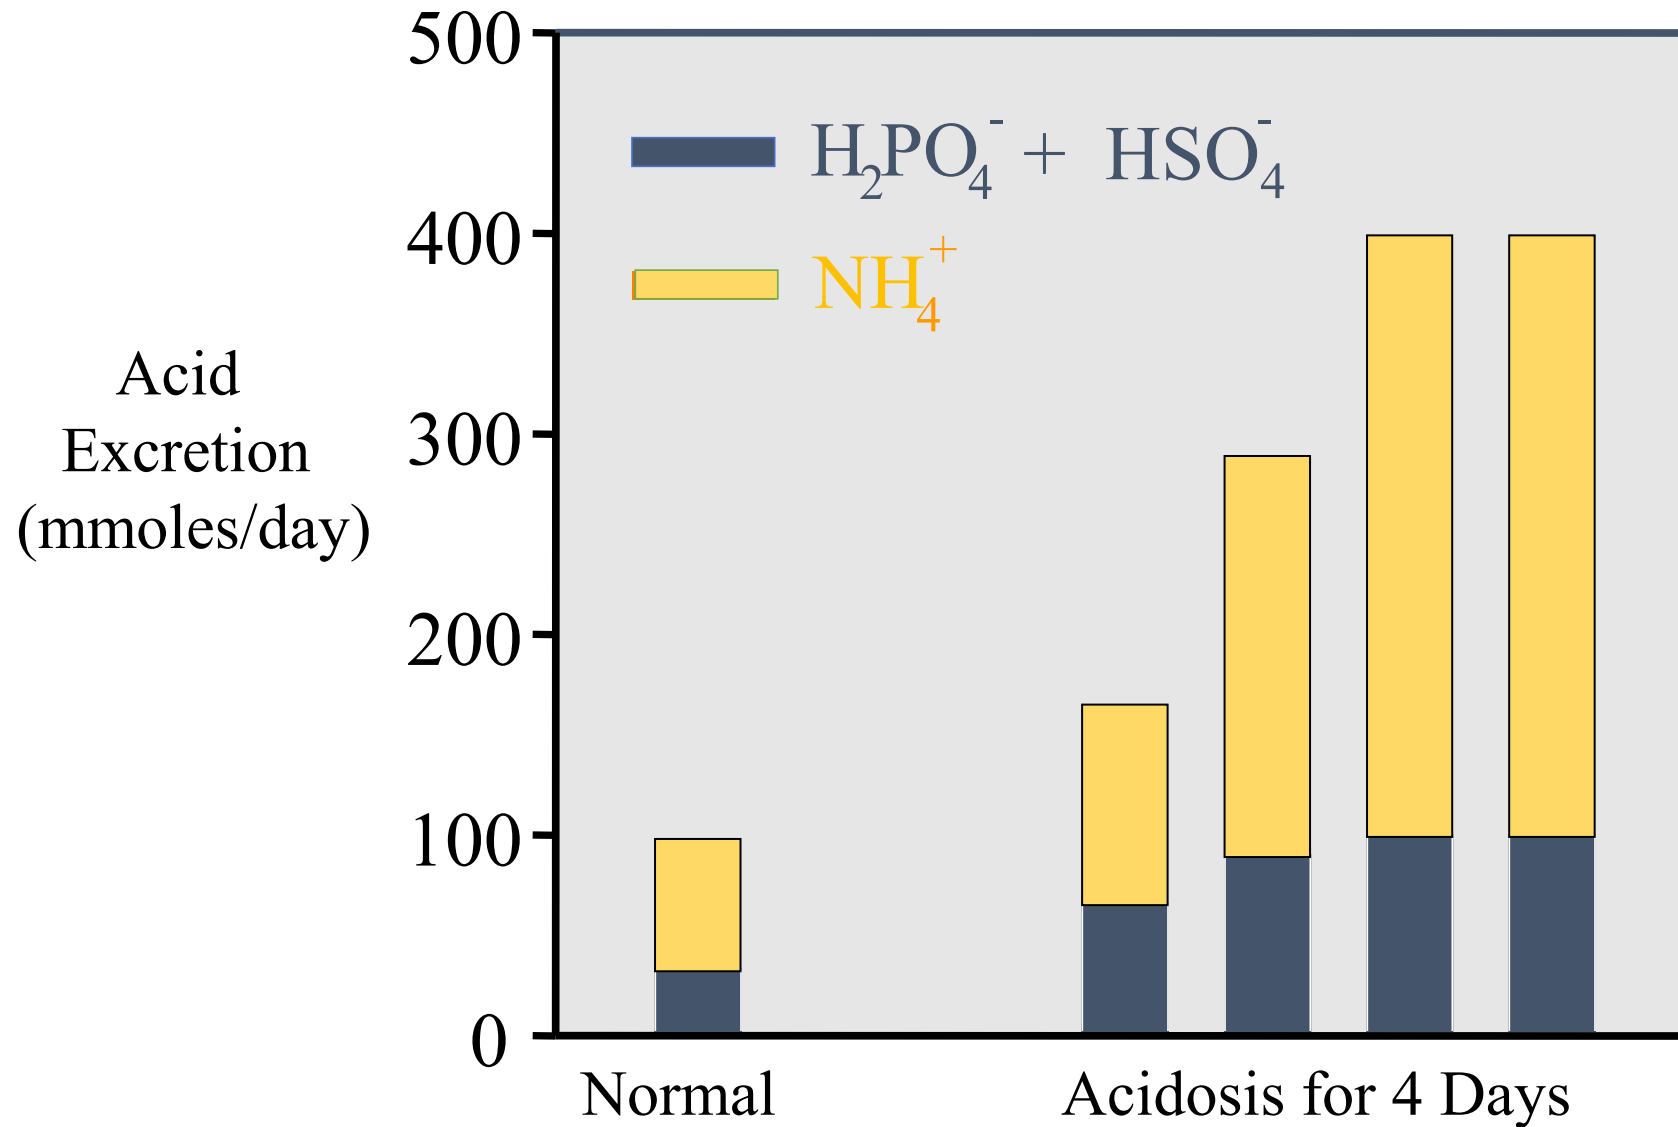 500
H₂PO₄⁻ + HSO₄⁻
400
NH₄⁺
Acid
Excretion
(mmoles/day)
300
200
100
0
Normal
Acidosis for 4 Days